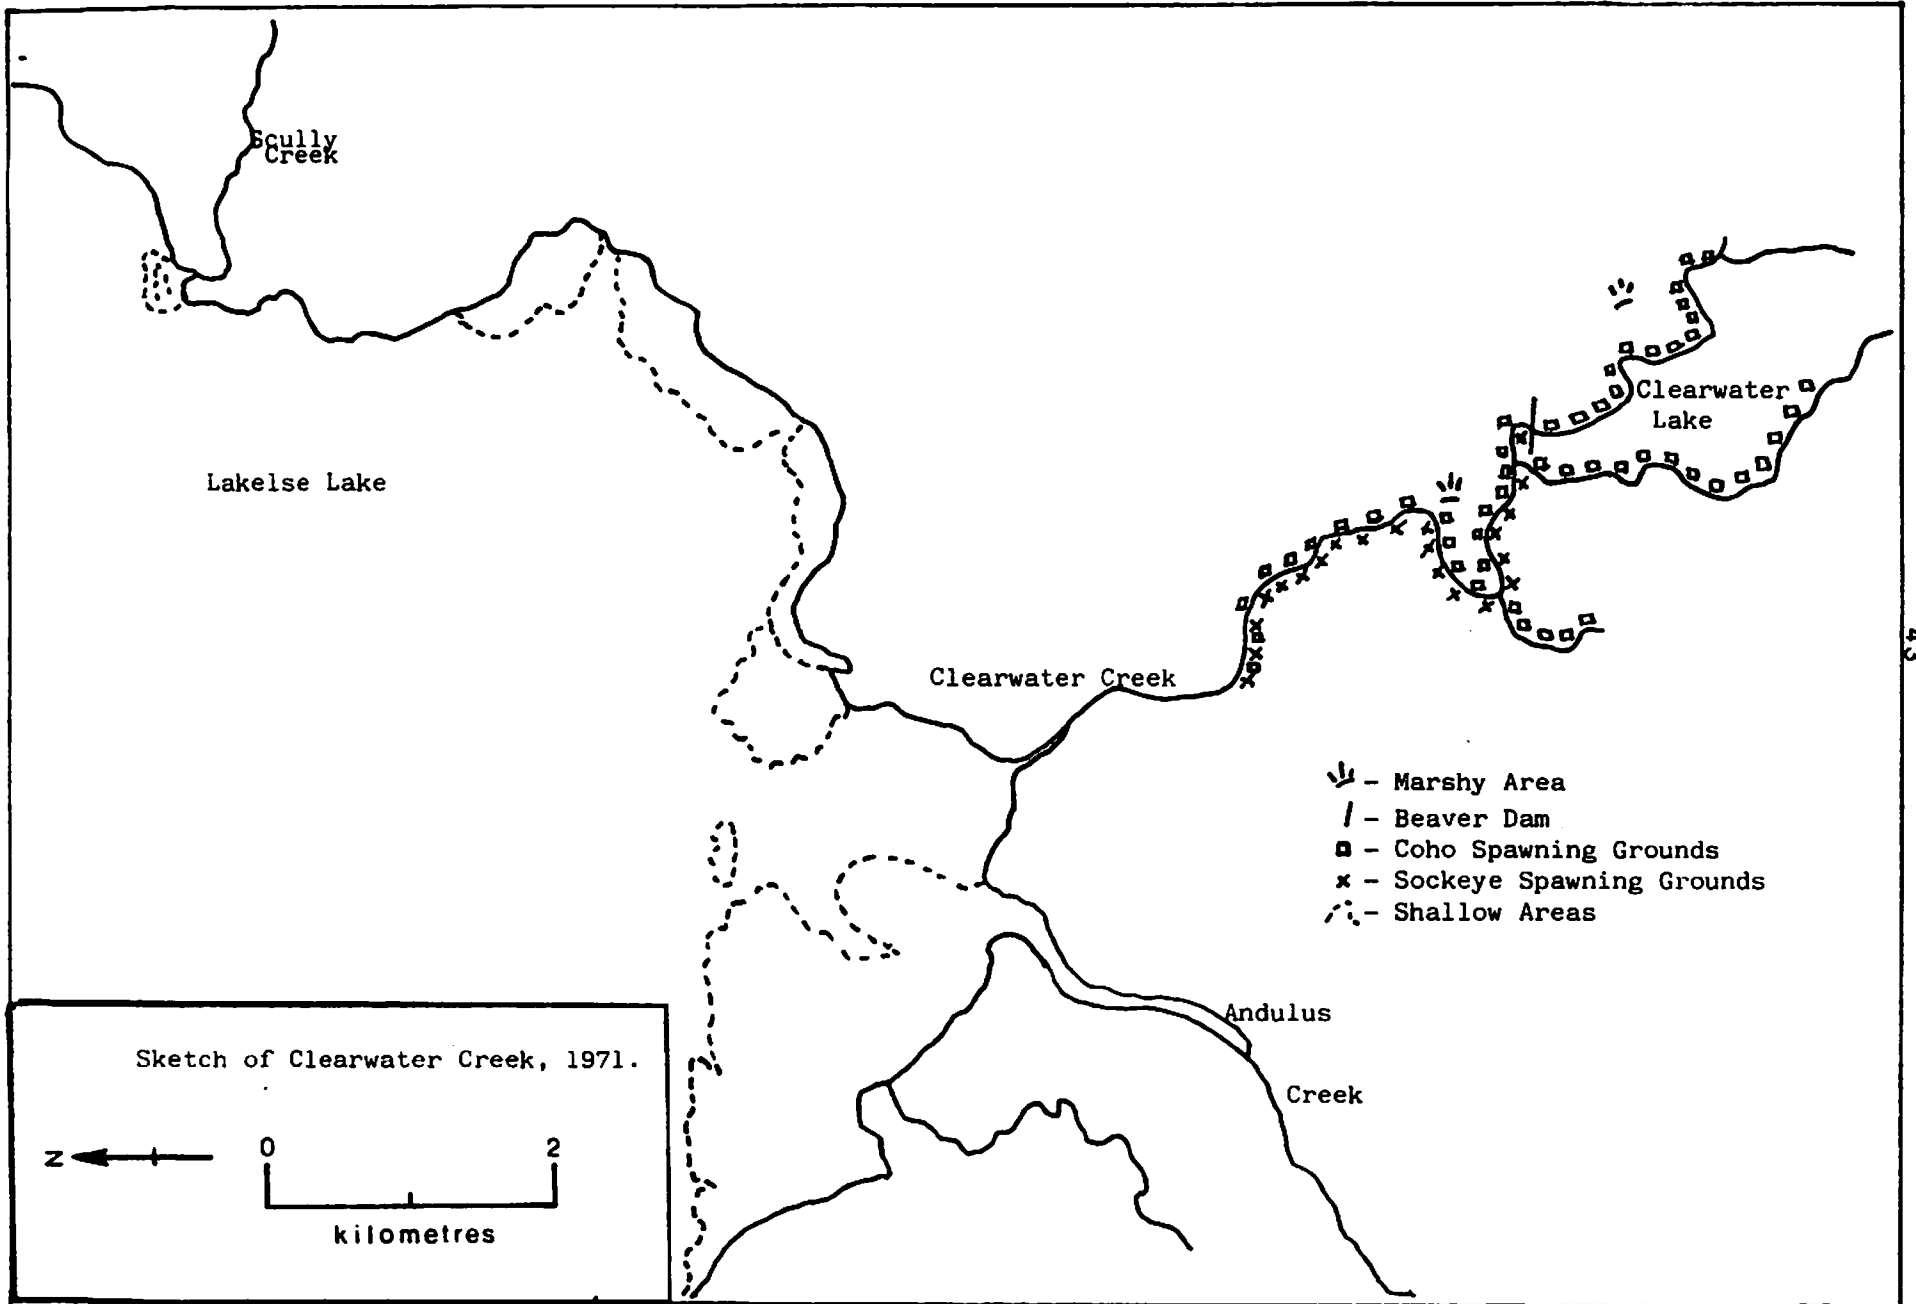 Scully
Creek
Lakelse Lake
Clearwater
Lake
Clearwater Creek
- Marshy Area
- Beaver Dam
- Coho Spawning Grounds
- Sockeye Spawning Grounds
- Shallow Areas
Andulus
Creek
Sketch of Clearwater Creek, 1971.
N
0 2
kilometres